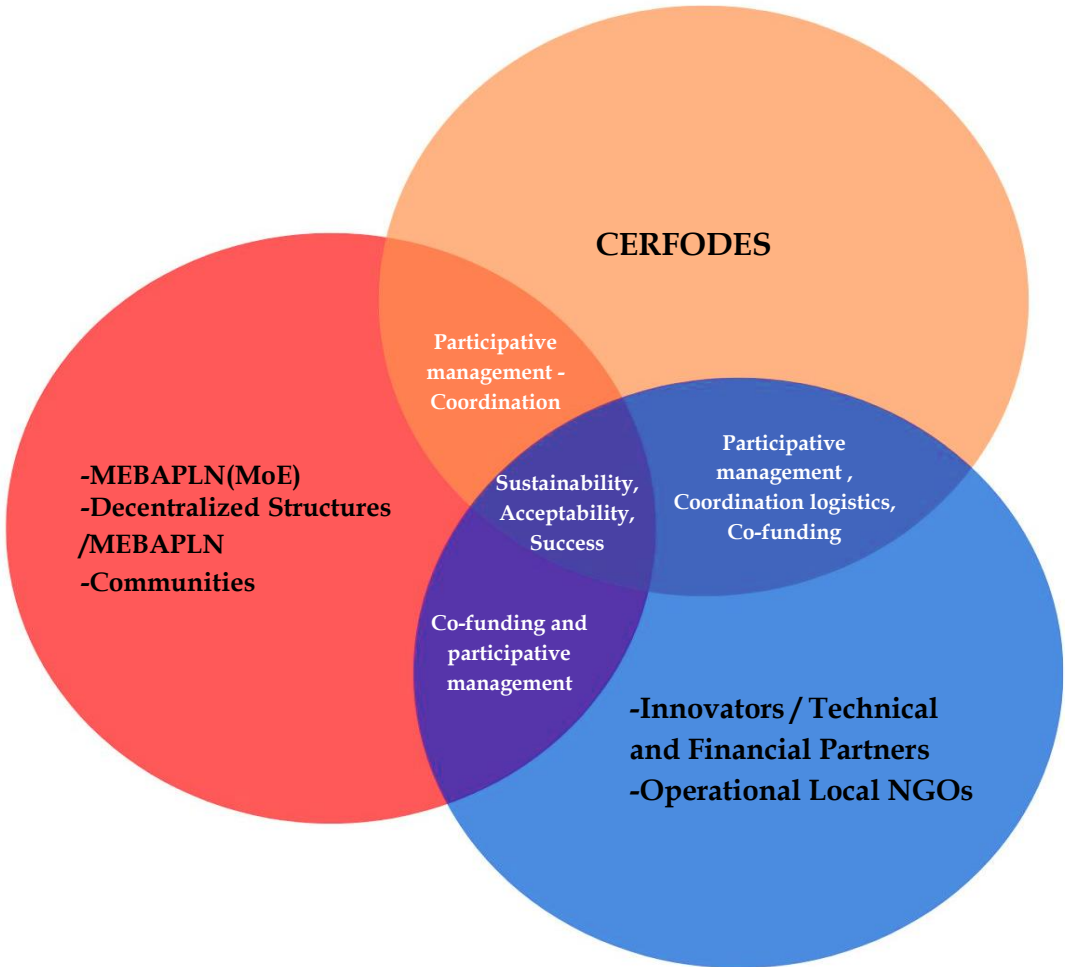 CERFODES
Participative
management -
Coordination
-MEBAPLN(MoE)
-Decentralized Structures
/MEBAPLN
-Communities
Sustainability,
Acceptability,
Success
Participative
management ,
Coordination logistics,
Co-funding
Co-funding and
participative
management
-Innovators / Technical
and Financial Partners
-Operational Local NGOs